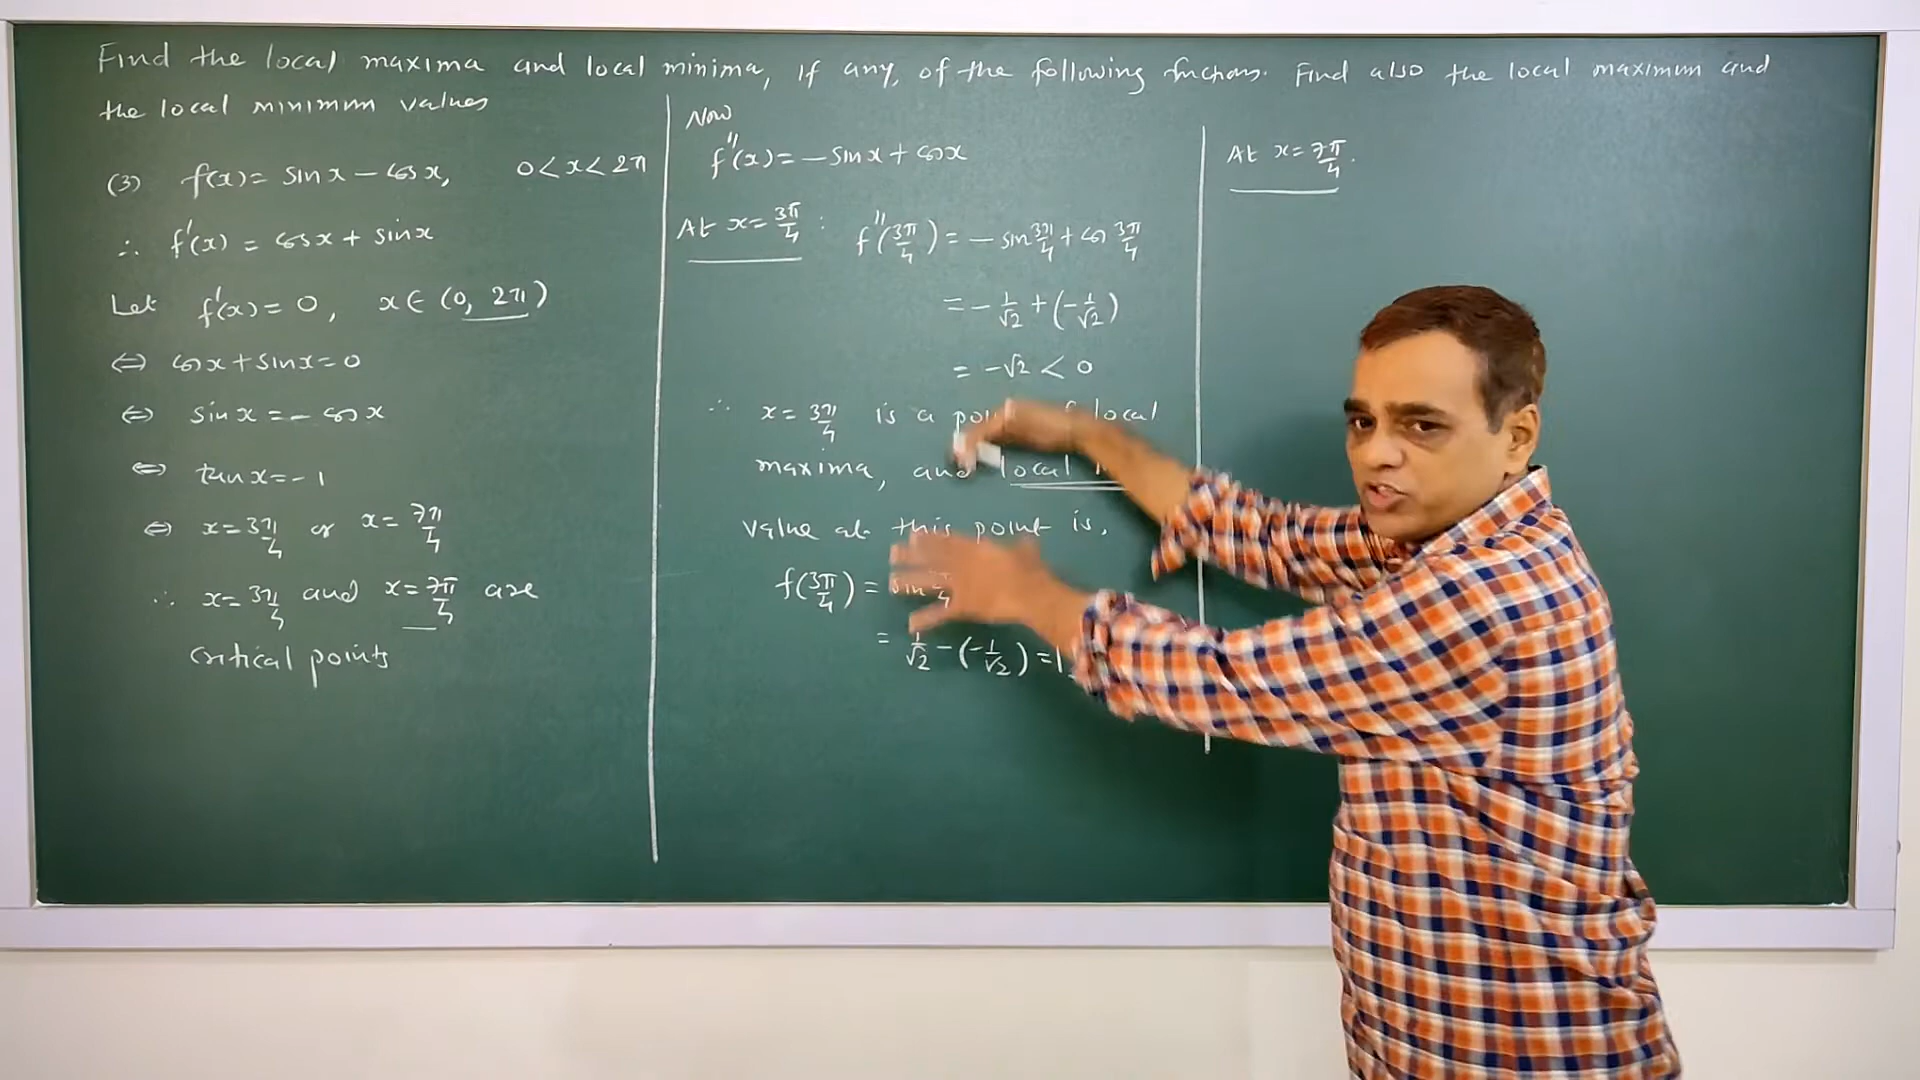 Find the local maxima and local minima, if any, of the following functions. Find also the local maximum and
the local minimum values
(3) f(x) = sin x - cos x, 0 < x < 2π
∴ f'(x) = cos x + sin x
Let f'(x) = 0, x ∈ (0, 2π)
⇔ cos x + sin x = 0
⇔ sin x = - cos x
⇔ tan x = -1
⇔ x = 3π/4 or x = 7π/4
∴ x = 3π/4 and x = 7π/4 are
critical points
Now
f''(x) = - sin x + cos x
At x = 3π/4 : f''(3π/4) = - sin 3π/4 + cos 3π/4
= - 1/√2 + (- 1/√2)
= -√2 < 0
∴ x = 3π/4 is a local
maxima, and local
value at this point is,
f(3π/4) = sin
= 1/√2 - (- 1/√2) =
At x = 7π/4.